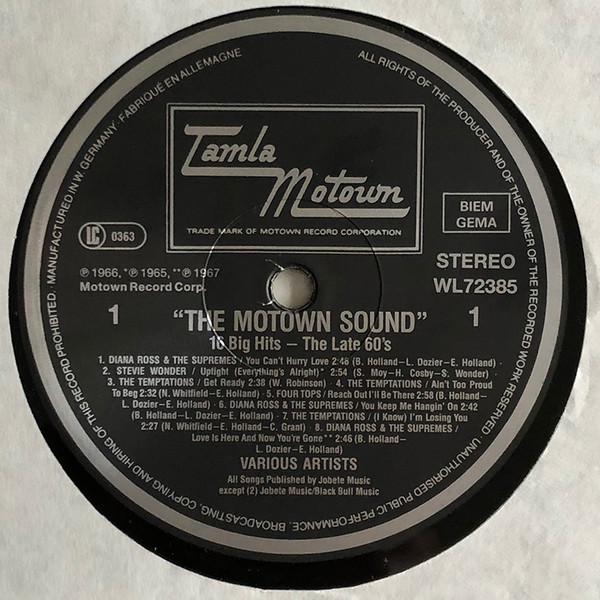 MANUFACTURED IN W. GERMANY. FABRIQUÉ EN ALLEMAGNE
ALL RIGHTS OF THE PRODUCER AND OF THE OWNER OF THE RECORDED WORK RESERVED. UNAUTHORISED PUBLIC PERFORMANCE, BROADCASTING, COPYING AND HIRING OF THIS RECORD PROHIBITED.
Tamla
Motown
TRADE MARK OF MOTOWN RECORD CORPORATION
LC 0363
BIEM
GEMA
℗ 1966, *℗ 1965, **℗ 1967
Motown Record Corp.
STEREO
WL72385
1
1
"THE MOTOWN SOUND"
16 Big Hits – The Late 60's
1. DIANA ROSS & THE SUPREMES / You Can't Hurry Love 2:46 (B. Holland–L. Dozier–E. Holland) ·
2. STEVIE WONDER / Uptight (Everything's Alright) * 2:54 (S. Moy–H. Cosby–S. Wonder) ·
3. THE TEMPTATIONS / Get Ready 2:38 (W. Robinson) · 4. THE TEMPTATIONS / Ain't Too Proud
To Beg 2:32 (N. Whitfield–E. Holland) · 5. FOUR TOPS / Reach Out I'll Be There 2:58 (B. Holland–
L. Dozier–E. Holland) · 6. DIANA ROSS & THE SUPREMES / You Keep Me Hangin' On 2:42
(B. Holland–L. Dozier–E. Holland) · 7. THE TEMPTATIONS / (I Know) I'm Losing You
2:27 (N. Whitfield–E. Holland–C. Grant) · 8. DIANA ROSS & THE SUPREMES /
Love is Here And Now You're Gone ** 2:46 (B. Holland–
L. Dozier–E. Holland)
VARIOUS ARTISTS
All Songs Published by Jobete Music
except (2) Jobete Music/Black Bull Music